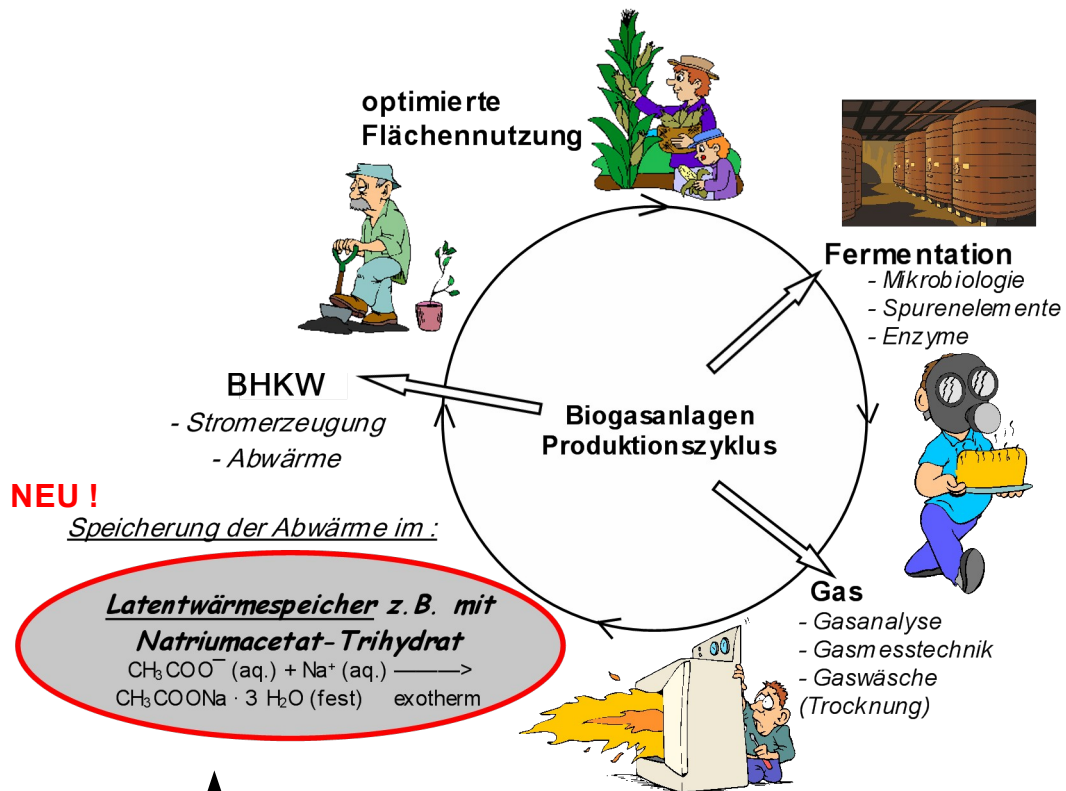 optimierte
Flächennutzung
Fermentation
- Mikrobiologie
- Spurenelemente
- Enzyme
BHKW
- Stromerzeugung
- Abwärme
Biogasanlagen
Produktionszyklus
NEU !
Speicherung der Abwärme im :
Latentwärmespeicher z.B. mit
Natriumacetat-Trihydrat
CH₃COO⁻ (aq.) + Na⁺ (aq.) ———>
CH₃COONa · 3 H₂O (fest) exotherm
Gas
- Gasanalyse
- Gasmesstechnik
- Gaswäsche
(Trocknung)